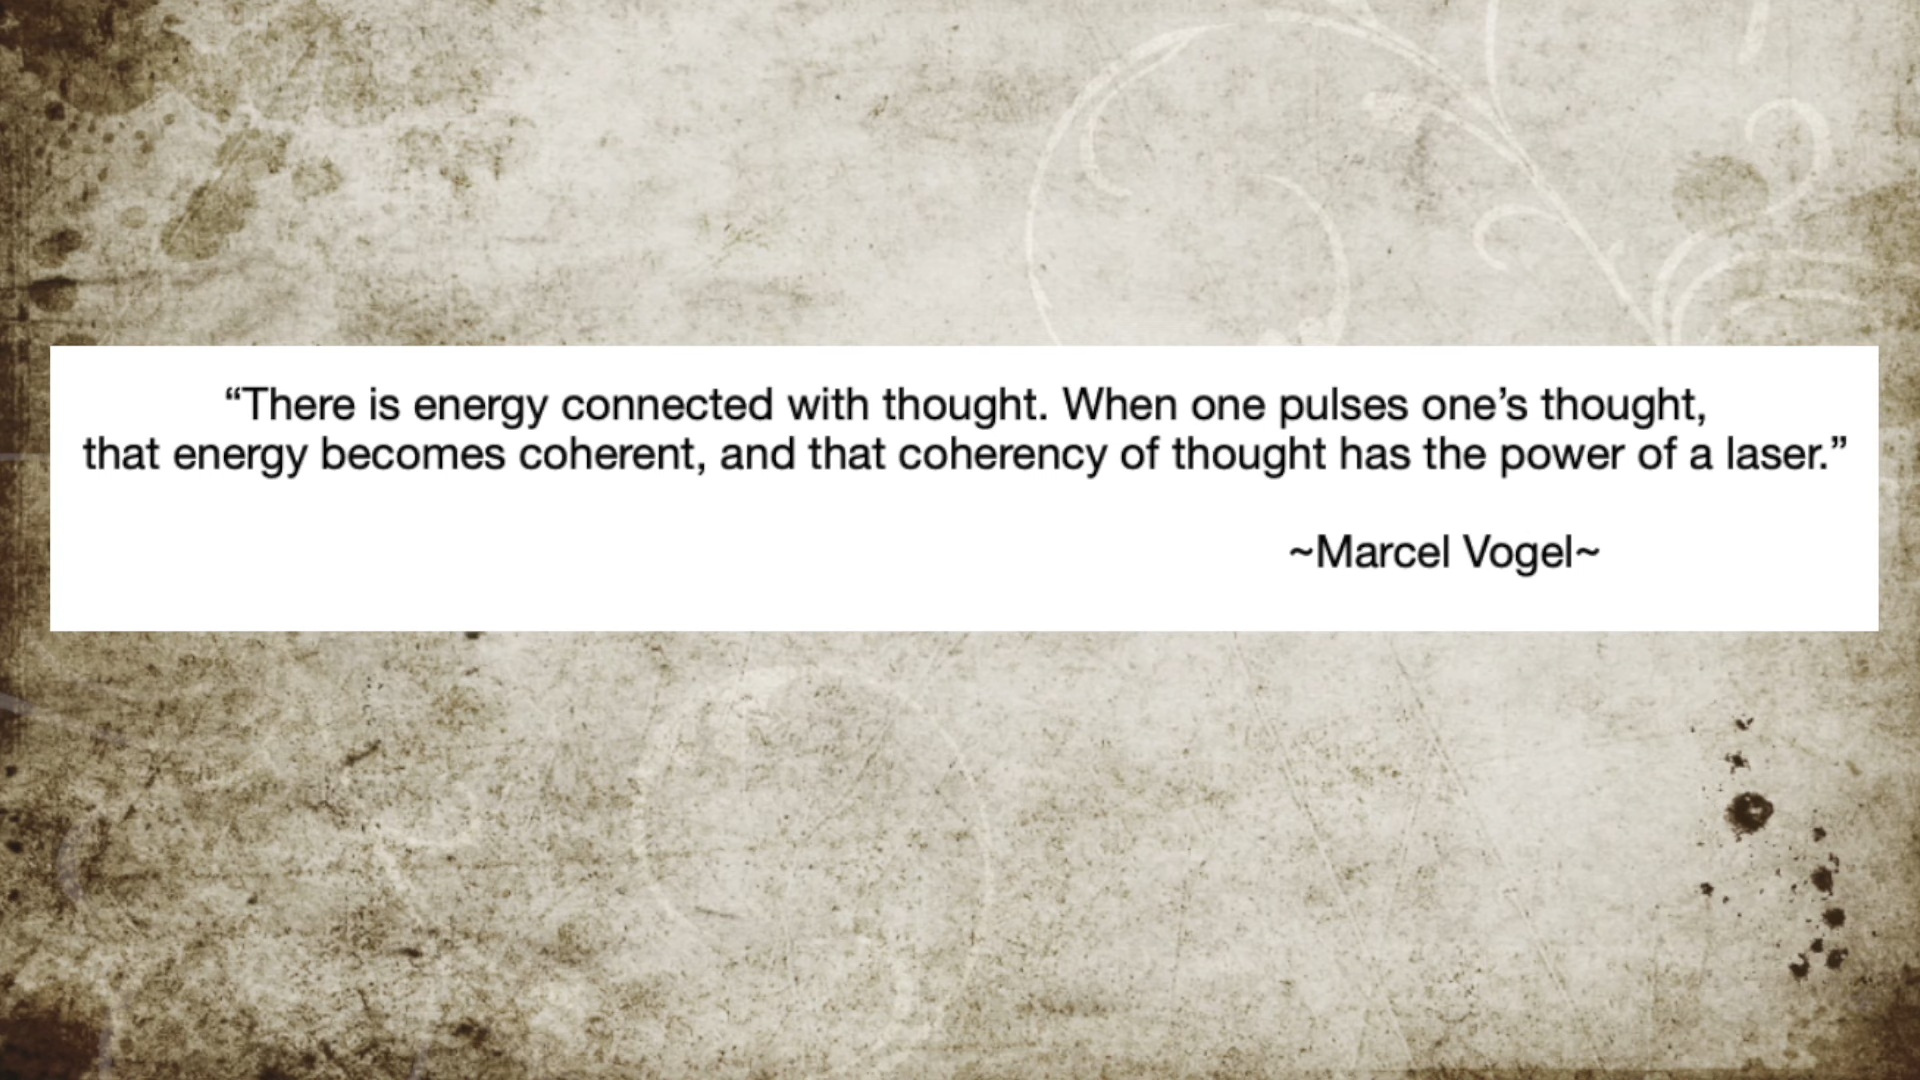 “There is energy connected with thought. When one pulses one’s thought,
that energy becomes coherent, and that coherency of thought has the power of a laser.”
~Marcel Vogel~